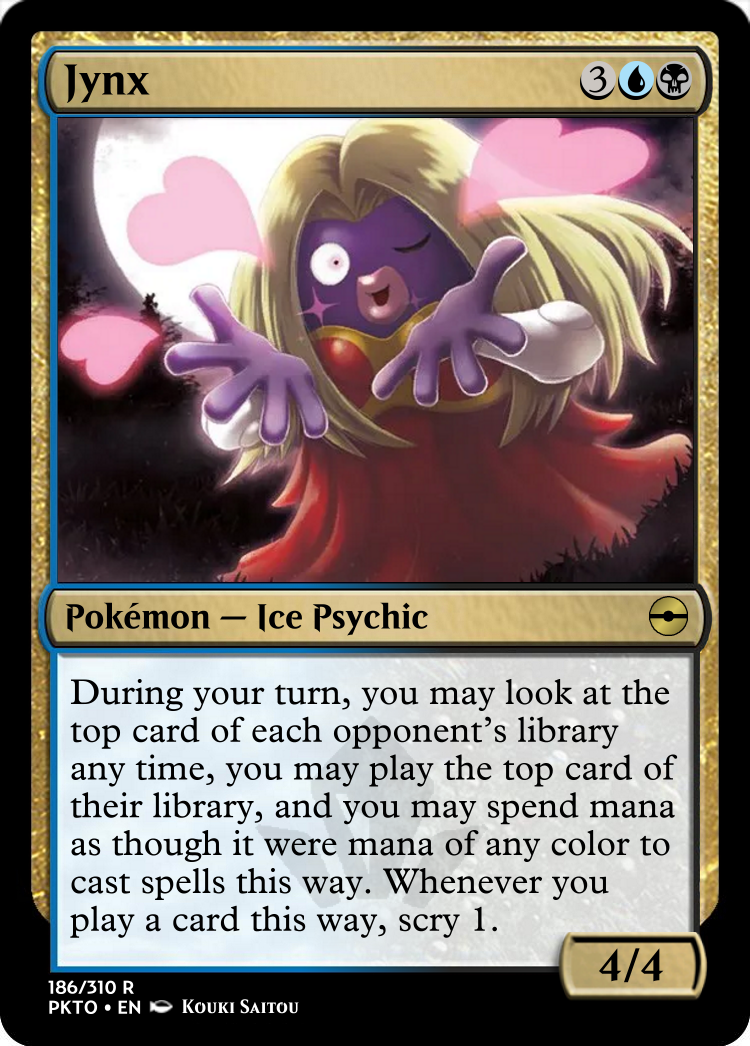 Jynx 3
Pokémon — Ice Psychic
During your turn, you may look at the
top card of each opponent's library
any time, you may play the top card of
their library, and you may spend mana
as though it were mana of any color to
cast spells this way. Whenever you
play a card this way, scry 1.
4/4
186/310 R
PKTO • EN Kouki Saitou